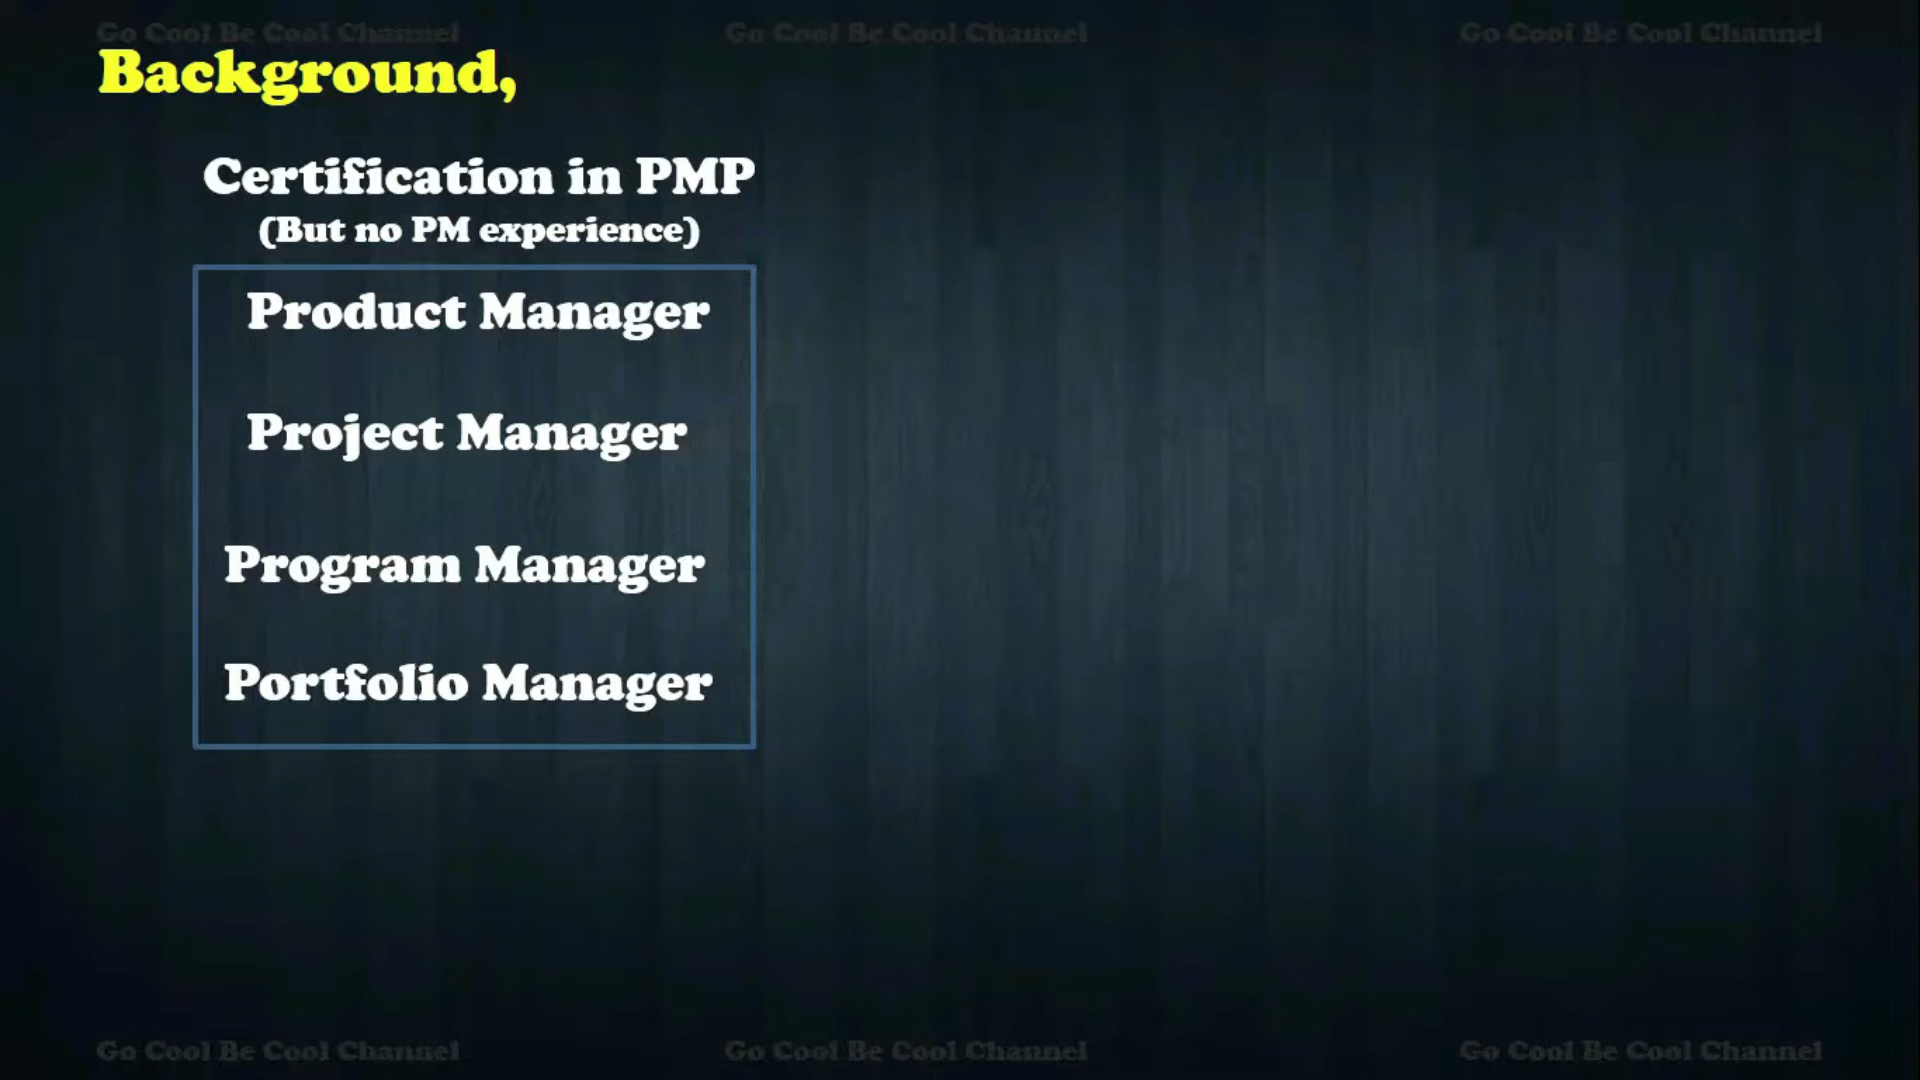 Go Cool Be Cool Channel Go Cool Be Cool Channel Go Cool Be Cool Channel
Background,
Certification in PMP
(But no PM experience)
Product Manager
Project Manager
Program Manager
Portfolio Manager
Go Cool Be Cool Channel Go Cool Be Cool Channel Go Cool Be Cool Channel